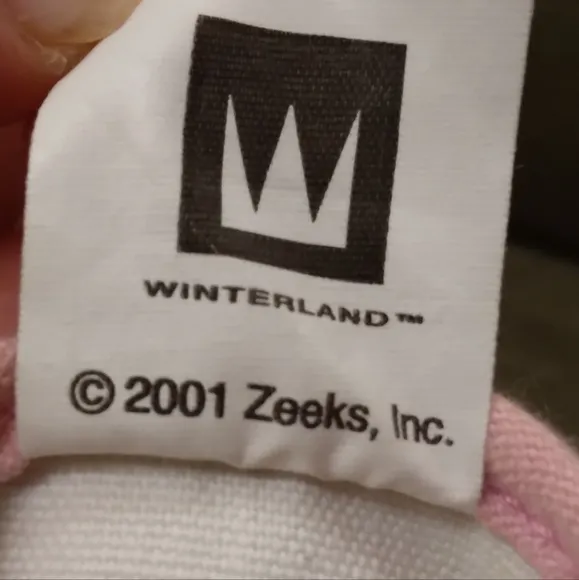 WINTERLAND™
© 2001 Zeeks, Inc.